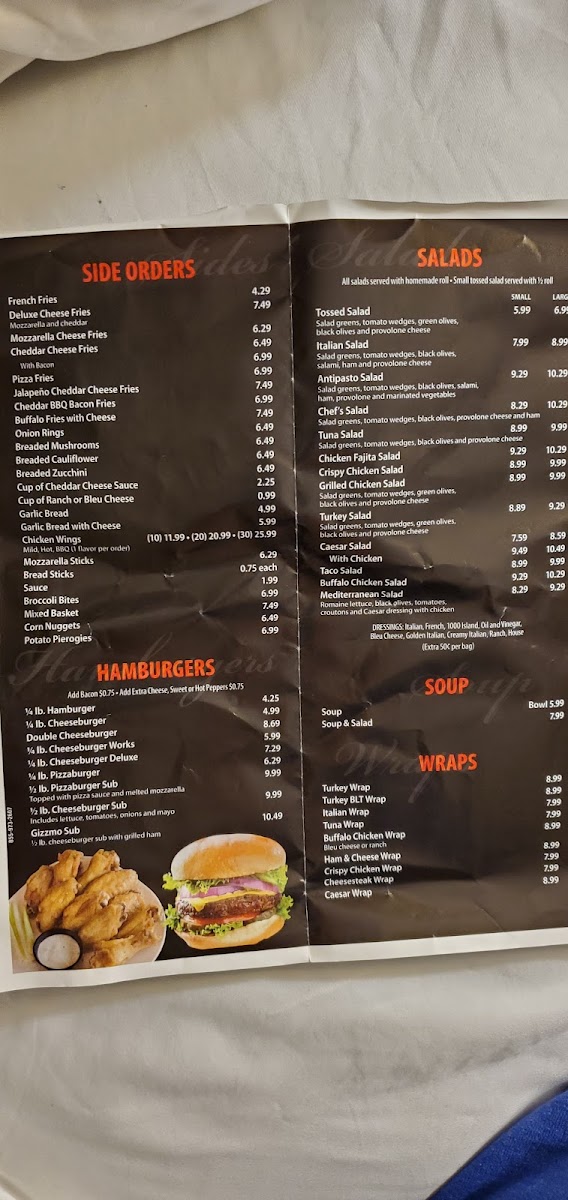 SIDE ORDERS
French Fries 4.29
Deluxe Cheese Fries 7.49
Mozzarella and cheddar
Mozzarella Cheese Fries 6.29
Cheddar Cheese Fries 6.49
With Bacon 6.99
Pizza Fries 6.99
Jalapeño Cheddar Cheese Fries 7.49
Cheddar BBQ Bacon Fries 6.99
Buffalo Fries with Cheese 7.49
Onion Rings 6.49
Breaded Mushrooms 6.49
Breaded Cauliflower 6.49
Breaded Zucchini 6.49
Cup of Cheddar Cheese Sauce 2.25
Cup of Ranch or Bleu Cheese 0.99
Garlic Bread 4.99
Garlic Bread with Cheese 5.99
Chicken Wings (10) 11.99 • (20) 20.99 • (30) 25.99
Mild, Hot, BBQ (1 flavor per order)
Mozzarella Sticks 6.29
Bread Sticks 0.75 each
Sauce 1.99
Broccoli Bites 6.99
Mixed Basket 7.49
Corn Nuggets 6.49
Potato Pierogies 6.99
HAMBURGERS
Add Bacon $0.75 • Add Extra Cheese, Sweet or Hot Peppers $0.75
¼ lb. Hamburger 4.25
¼ lb. Cheeseburger 4.99
Double Cheeseburger 8.69
¼ lb. Cheeseburger Works 5.99
¼ lb. Cheeseburger Deluxe 7.29
¼ lb. Pizzaburger 6.29
½ lb. Pizzaburger Sub 9.99
Topped with pizza sauce and melted mozzarella
½ lb. Cheeseburger Sub 9.99
Includes lettuce, tomatoes, onions and mayo
Gizzmo Sub 10.49
½ lb. cheeseburger sub with grilled ham
Sides / Salads
SALADS
All salads served with homemade roll • Small tossed salad served with ½ roll
SMALL LARG
Tossed Salad 5.99 6.9
Salad greens, tomato wedges, green olives,
black olives and provolone cheese
Italian Salad 7.99 8.99
Salad greens, tomato wedges, black olives,
salami, ham and provolone cheese
Antipasto Salad 9.29 10.29
Salad greens, tomato wedges, black olives, salami,
ham, provolone and marinated vegetables
Chef's Salad 8.29 10.29
Salad greens, tomato wedges, black olives, provolone cheese and ham
Tuna Salad 8.99 9.99
Salad greens, tomato wedges, black olives and provolone cheese
Chicken Fajita Salad 9.29 10.29
Crispy Chicken Salad 8.99 9.99
Grilled Chicken Salad 8.99 9.99
Salad greens, tomato wedges, green olives,
black olives and provolone cheese
Turkey Salad 8.89 9.29
Salad greens, tomato wedges, green olives,
black olives and provolone cheese
Caesar Salad 7.59 8.59
With Chicken 9.49 10.49
Taco Salad 8.99 9.99
Buffalo Chicken Salad 9.29 10.29
Mediterranean Salad 8.29 9.29
Romaine lettuce, black olives, tomatoes,
croutons and Caesar dressing with chicken
DRESSINGS: Italian, French, 1000 Island, Oil and Vinegar,
Bleu Cheese, Golden Italian, Creamy Italian, Ranch, House
(Extra 50¢ per bag)
SOUP
Soup Bowl 5.99
Soup & Salad 7.99
WRAPS
Turkey Wrap 8.99
Turkey BLT Wrap 8.99
Italian Wrap 7.99
Tuna Wrap 7.99
Buffalo Chicken Wrap 8.99
Bleu cheese or ranch
Ham & Cheese Wrap 8.99
Crispy Chicken Wrap 7.99
Cheesesteak Wrap 7.99
Caesar Wrap 8.99